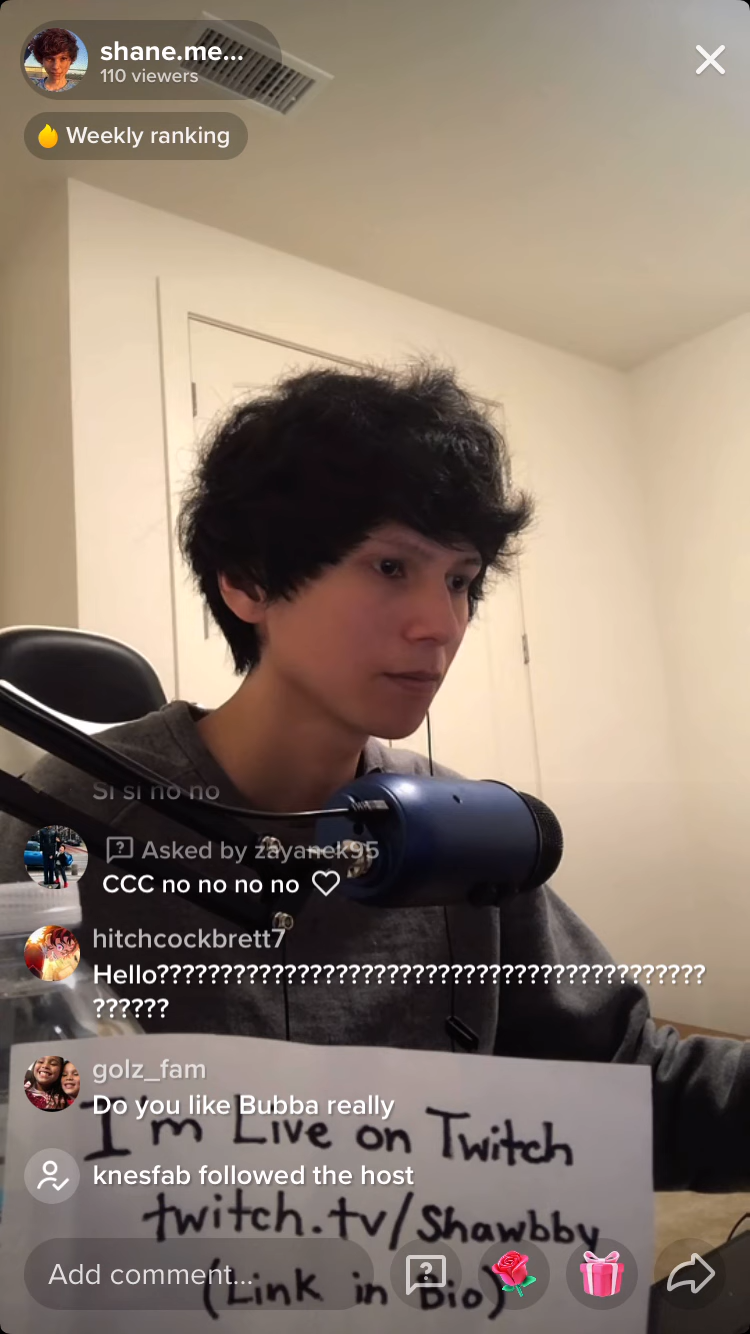 shane.me...
110 viewers
Weekly ranking
Si si no no
Asked by zayanek95
CCC no no no no
hitchcockbrett7
Hello???????????????????????????????????????????
??????
golz_fam
Do you like Bubba really
I'm Live on Twitch
knesfab followed the host
twitch.tv/Shawbby
Add comment...
(Link in Bio)